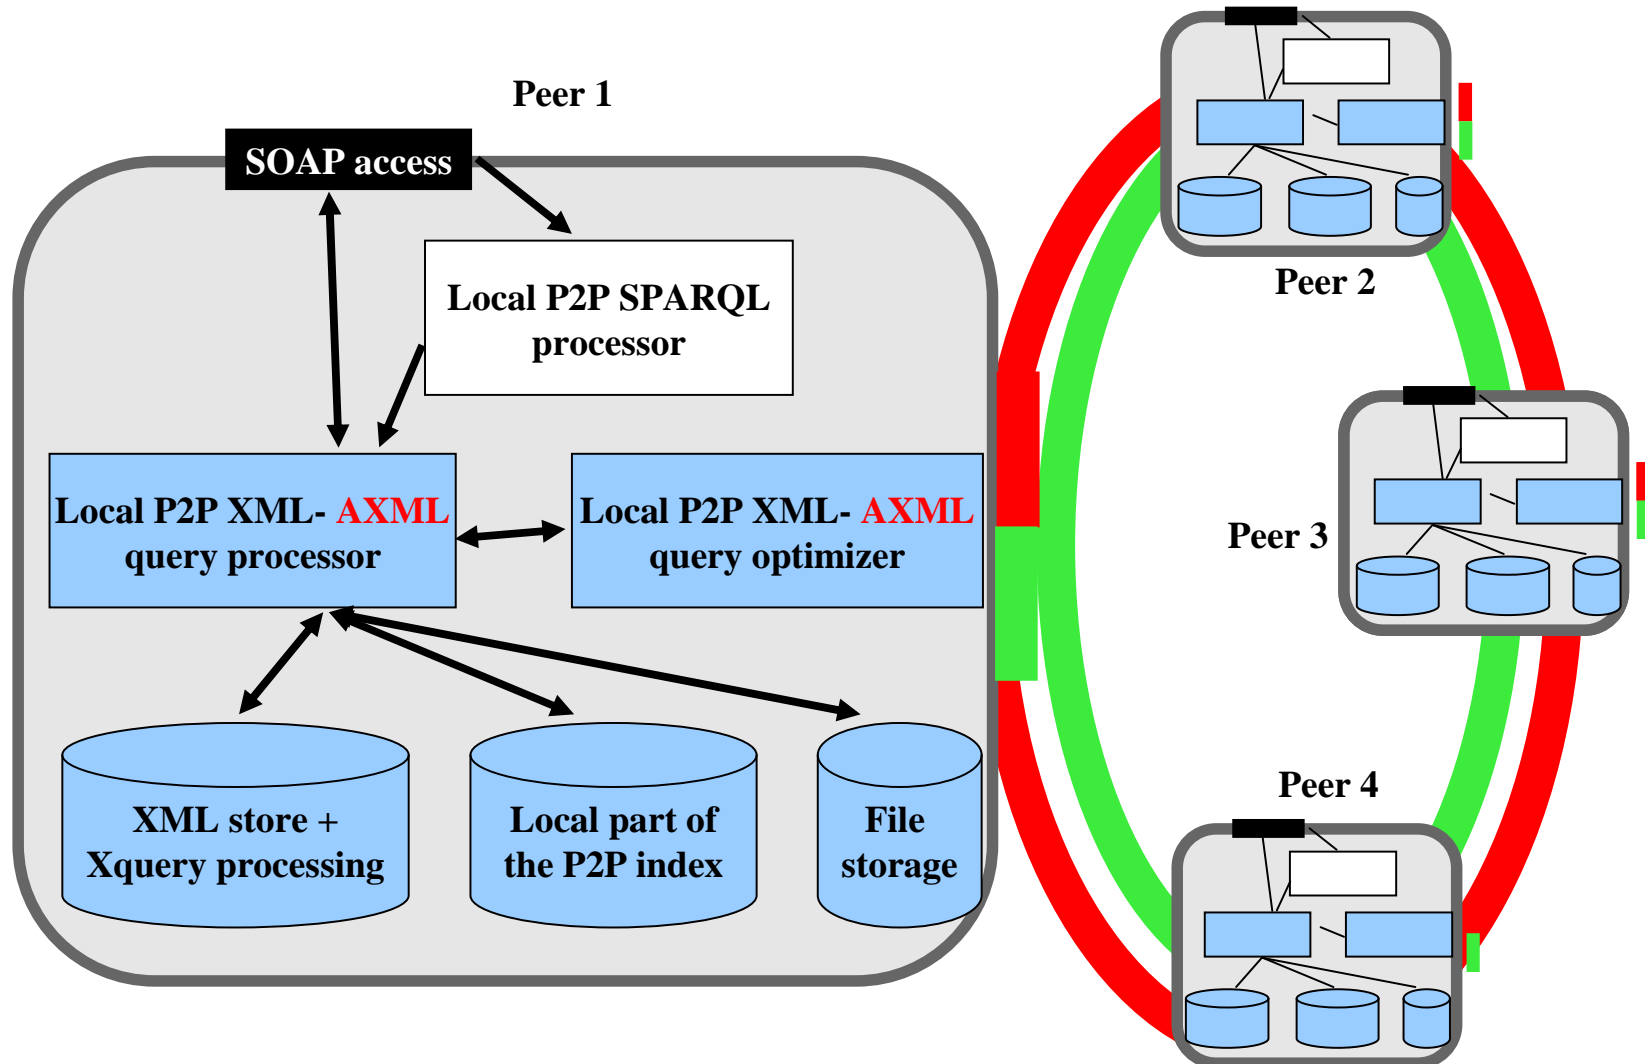 Peer 1
SOAP access
Local P2P SPARQL
processor
Local P2P XML- AXML
query processor
Local P2P XML- AXML
query optimizer
XML store +
Xquery processing
Local part of
the P2P index
File
storage
Peer 2
Peer 3
Peer 4